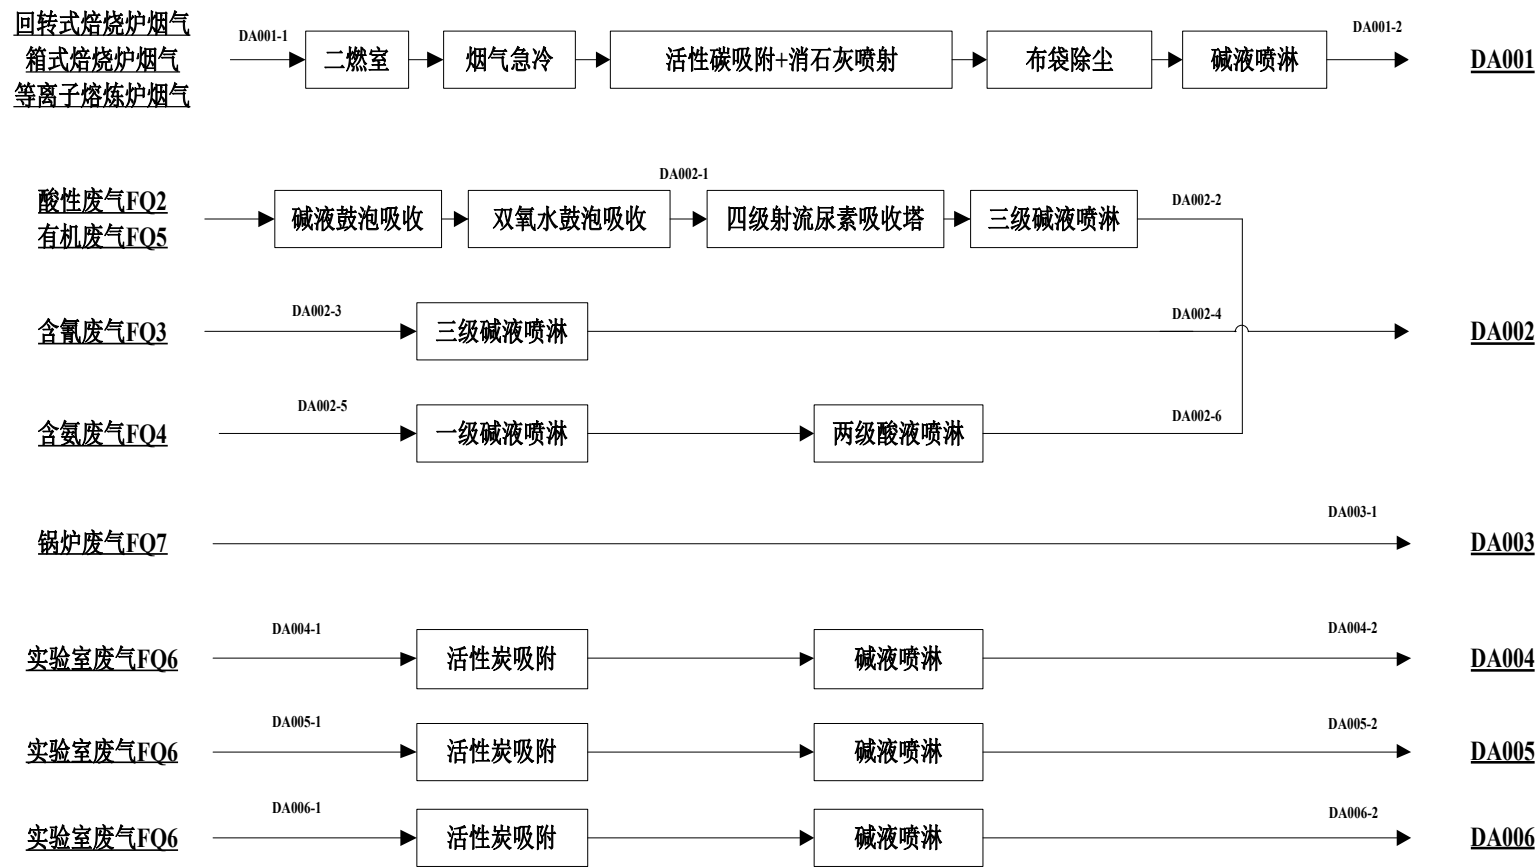 回转式焙烧炉烟气
箱式焙烧炉烟气
等离子熔炼炉烟气
DA001-1
二燃室
烟气急冷
活性碳吸附+消石灰喷射
布袋除尘
碱液喷淋
DA001-2
DA001
酸性废气FQ2
有机废气FQ5
碱液鼓泡吸收
双氧水鼓泡吸收
DA002-1
四级射流尿素吸收塔
三级碱液喷淋
DA002-2
含氰废气FQ3
DA002-3
三级碱液喷淋
DA002-4
DA002
含氨废气FQ4
DA002-5
一级碱液喷淋
两级酸液喷淋
DA002-6
锅炉废气FQ7
DA003-1
DA003
实验室废气FQ6
DA004-1
活性炭吸附
碱液喷淋
DA004-2
DA004
实验室废气FQ6
DA005-1
活性炭吸附
碱液喷淋
DA005-2
DA005
实验室废气FQ6
DA006-1
活性炭吸附
碱液喷淋
DA006-2
DA006